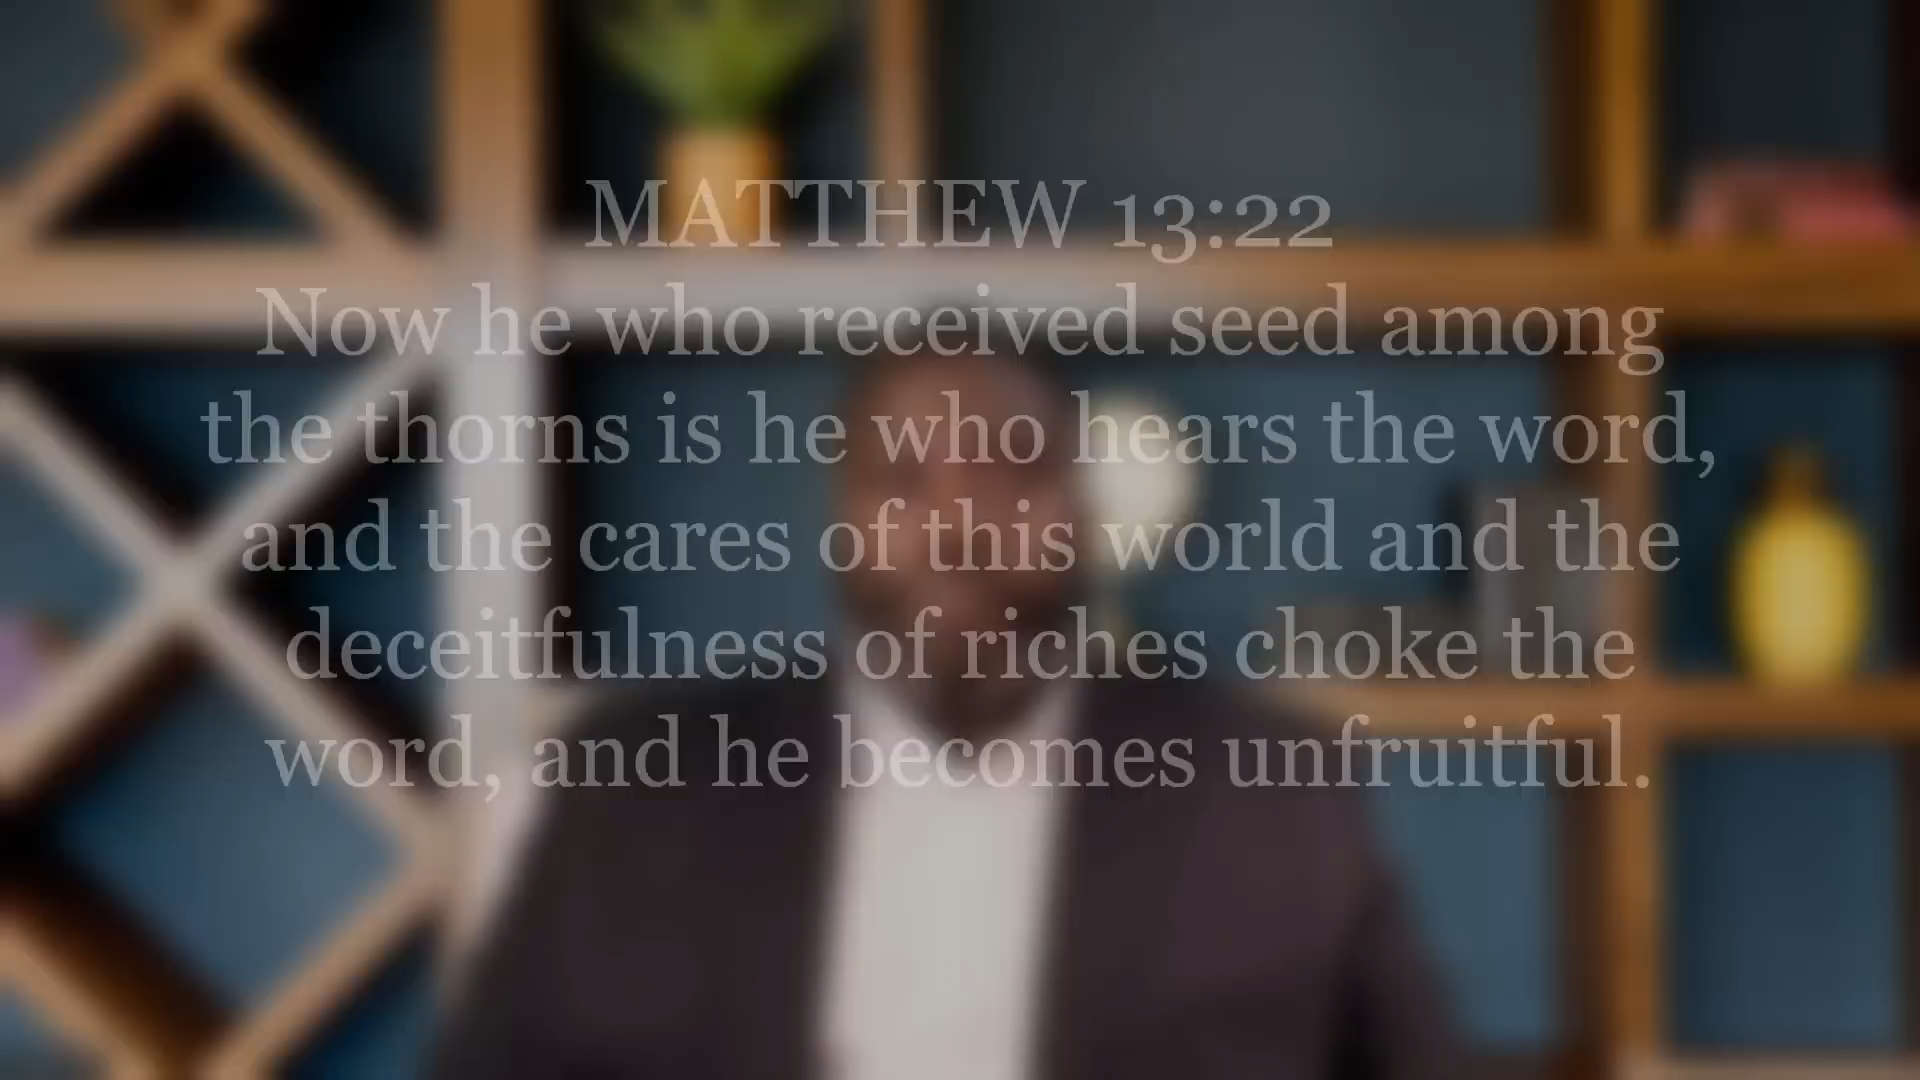 MATTHEW 13:22
Now he who received seed among
the thorns is he who hears the word,
and the cares of this world and the
deceitfulness of riches choke the
word, and he becomes unfruitful.